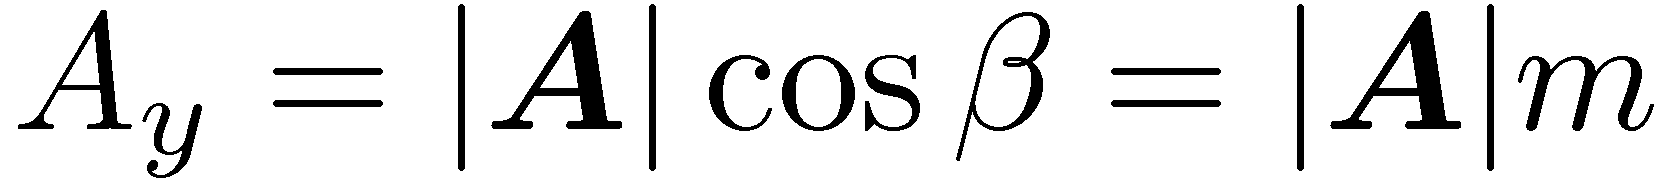 A_y = |𝑨| cos β = |𝑨|m